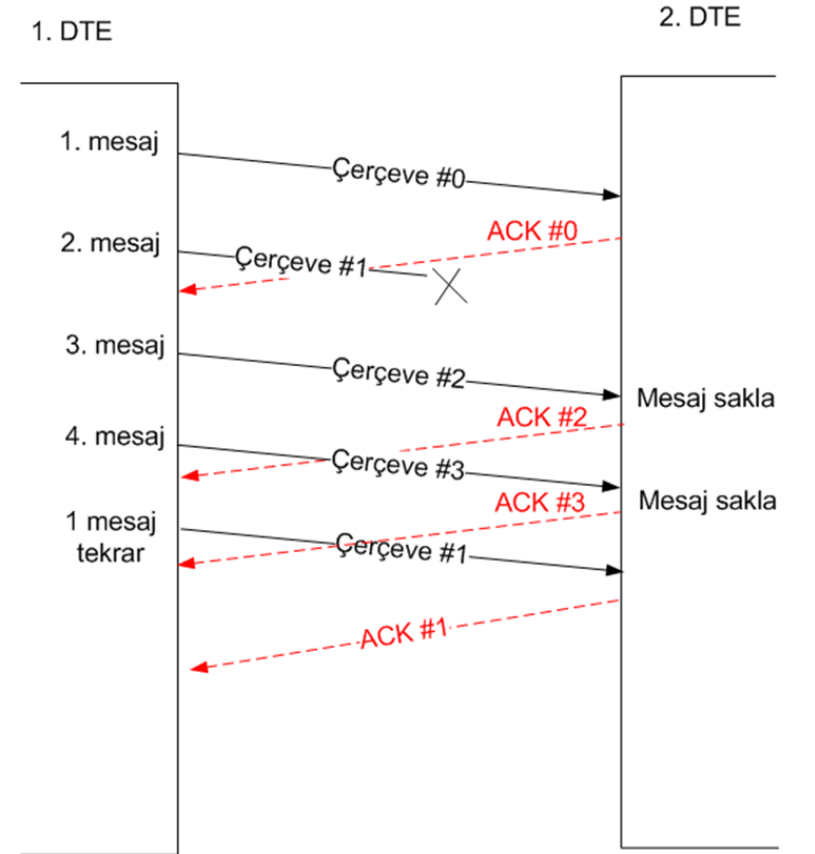 1. DTE
2. DTE
1. mesaj
Çerçeve #0
ACK #0
2. mesaj
Çerçeve #1
3. mesaj
Çerçeve #2
Mesaj sakla
ACK #2
4. mesaj
Çerçeve #3
Mesaj sakla
ACK #3
1 mesaj
tekrar
Çerçeve #1
ACK #1